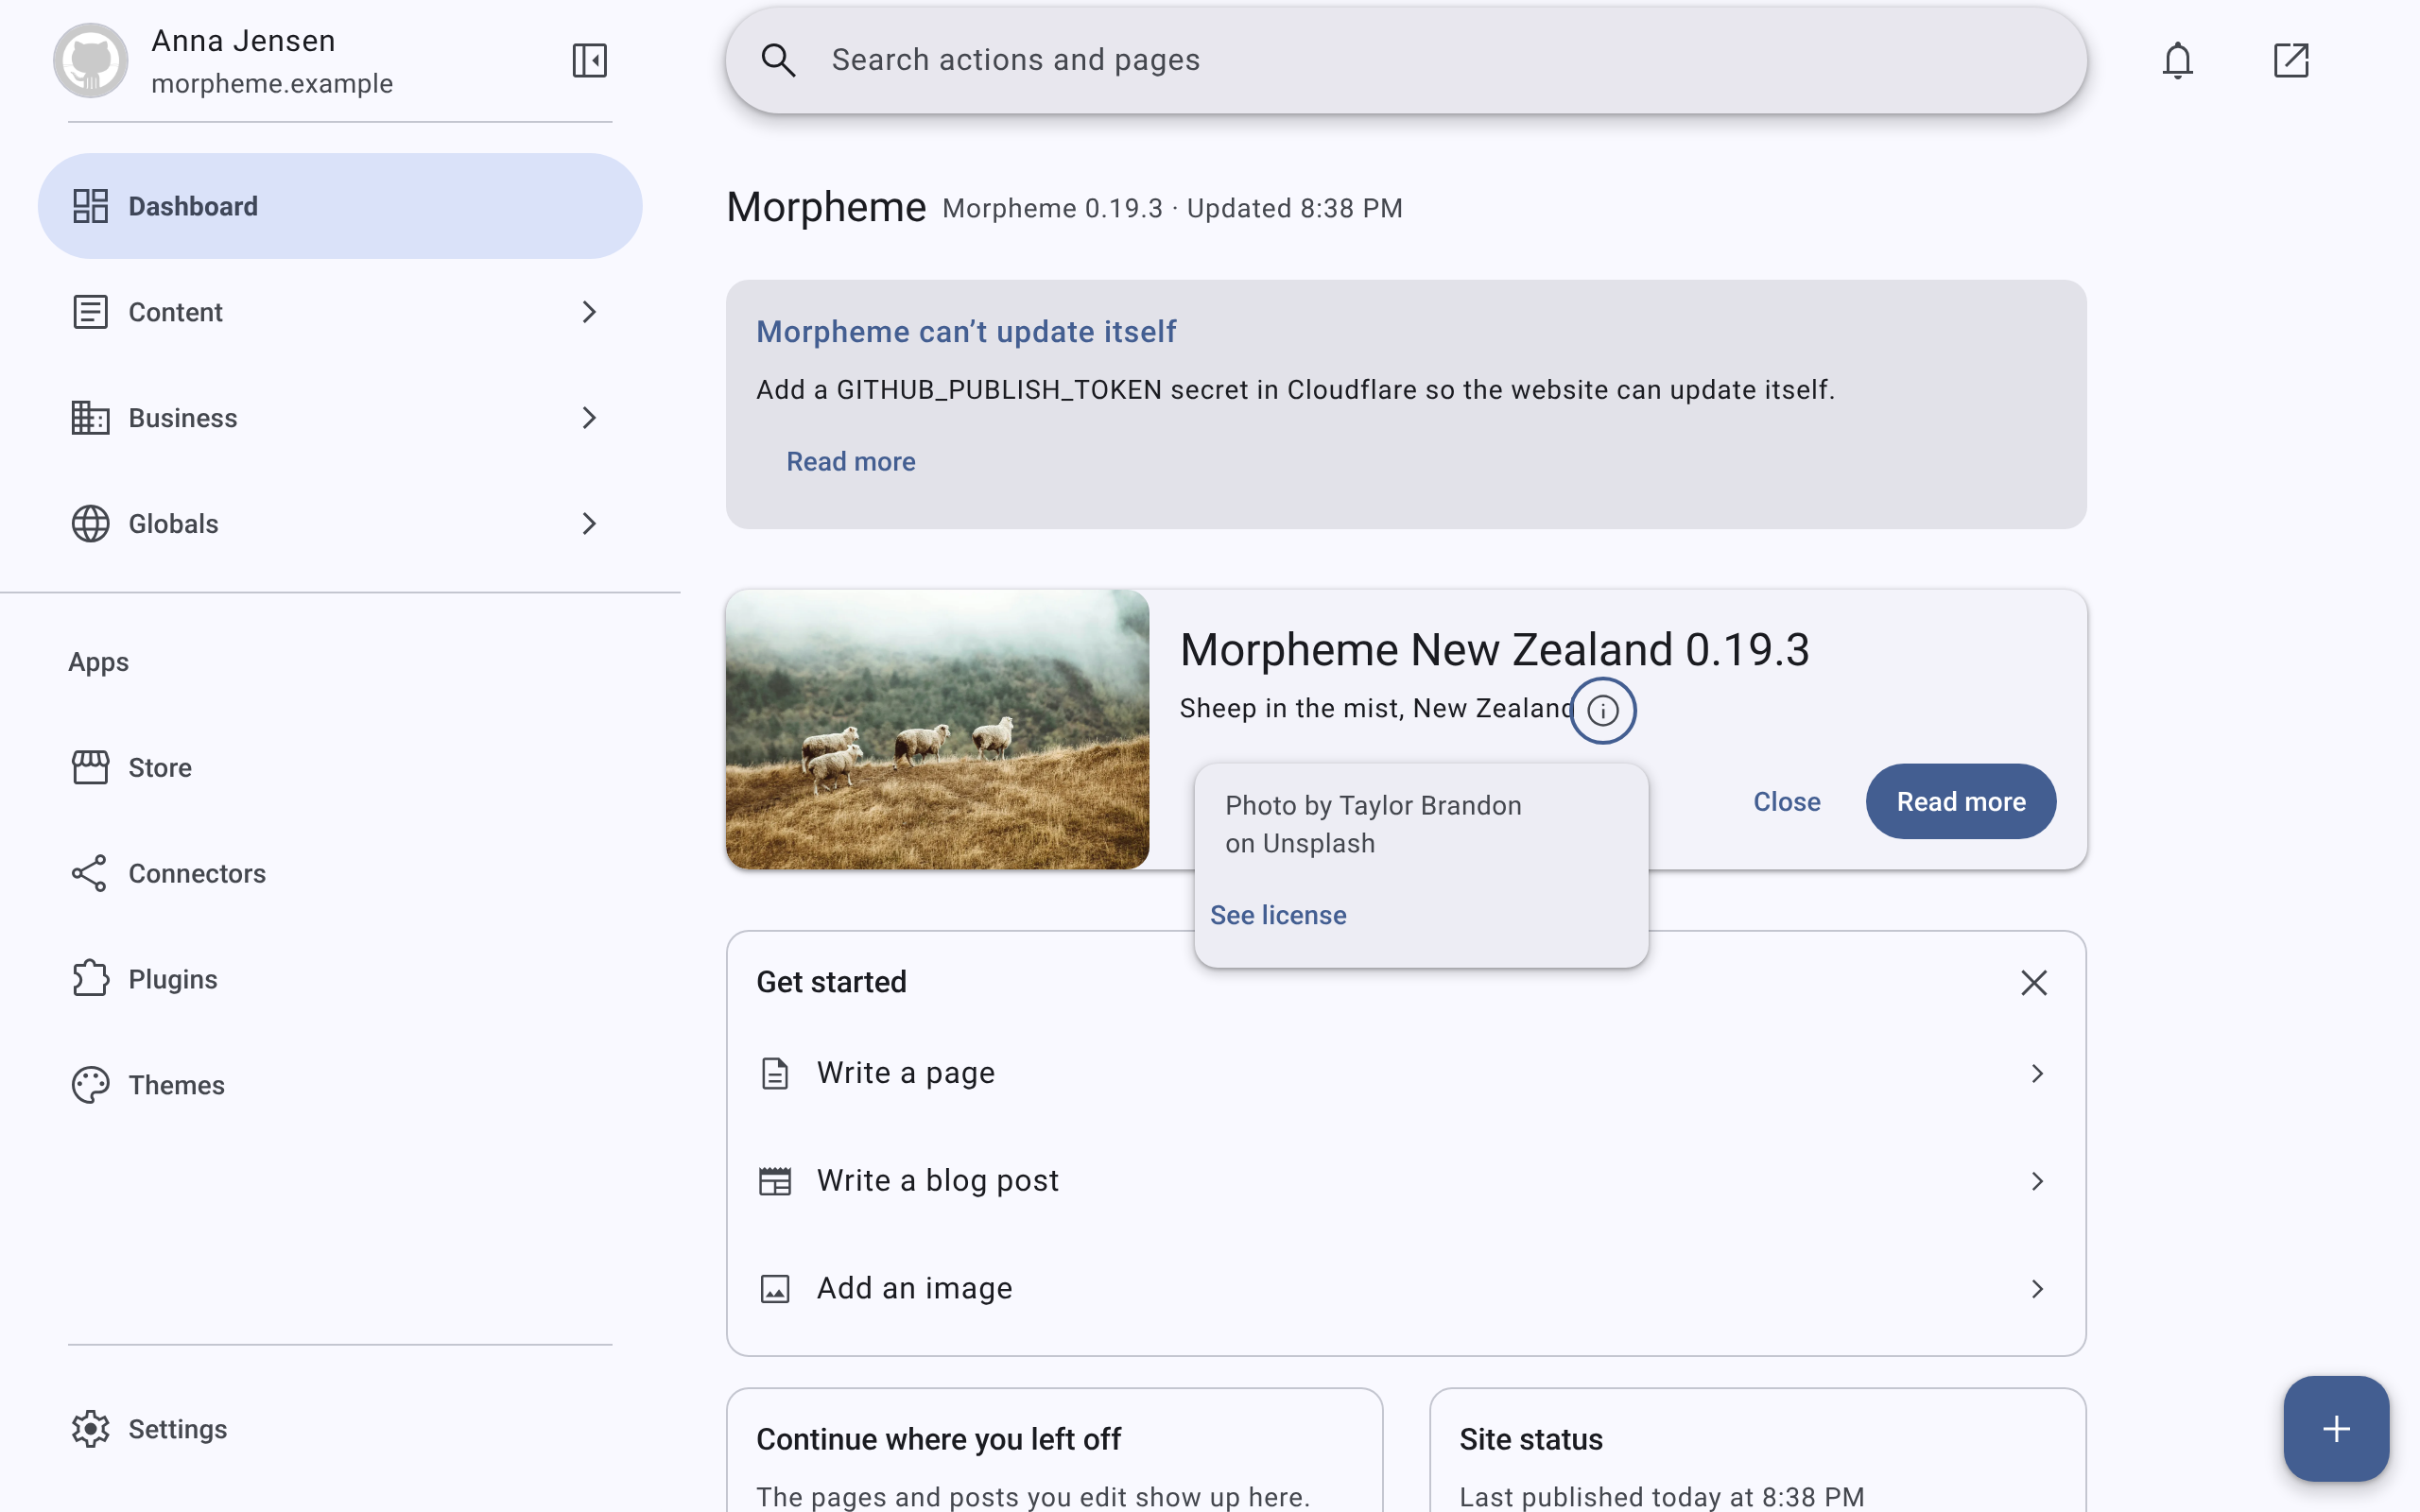 Anna Jensen
morpheme.example
Search actions and pages
Dashboard
Content
Business
Globals
Apps
Store
Connectors
Plugins
Themes
Settings
Morpheme Morpheme 0.19.3 · Updated 8:38 PM
Morpheme can’t update itself
Add a GITHUB_PUBLISH_TOKEN secret in Cloudflare so the website can update itself.
Read more
Morpheme New Zealand 0.19.3
Sheep in the mist, New Zealand
Photo by Taylor Brandon
on Unsplash
See license
Close
Read more
Get started
Write a page
Write a blog post
Add an image
Continue where you left off
The pages and posts you edit show up here.
Site status
Last published today at 8:38 PM